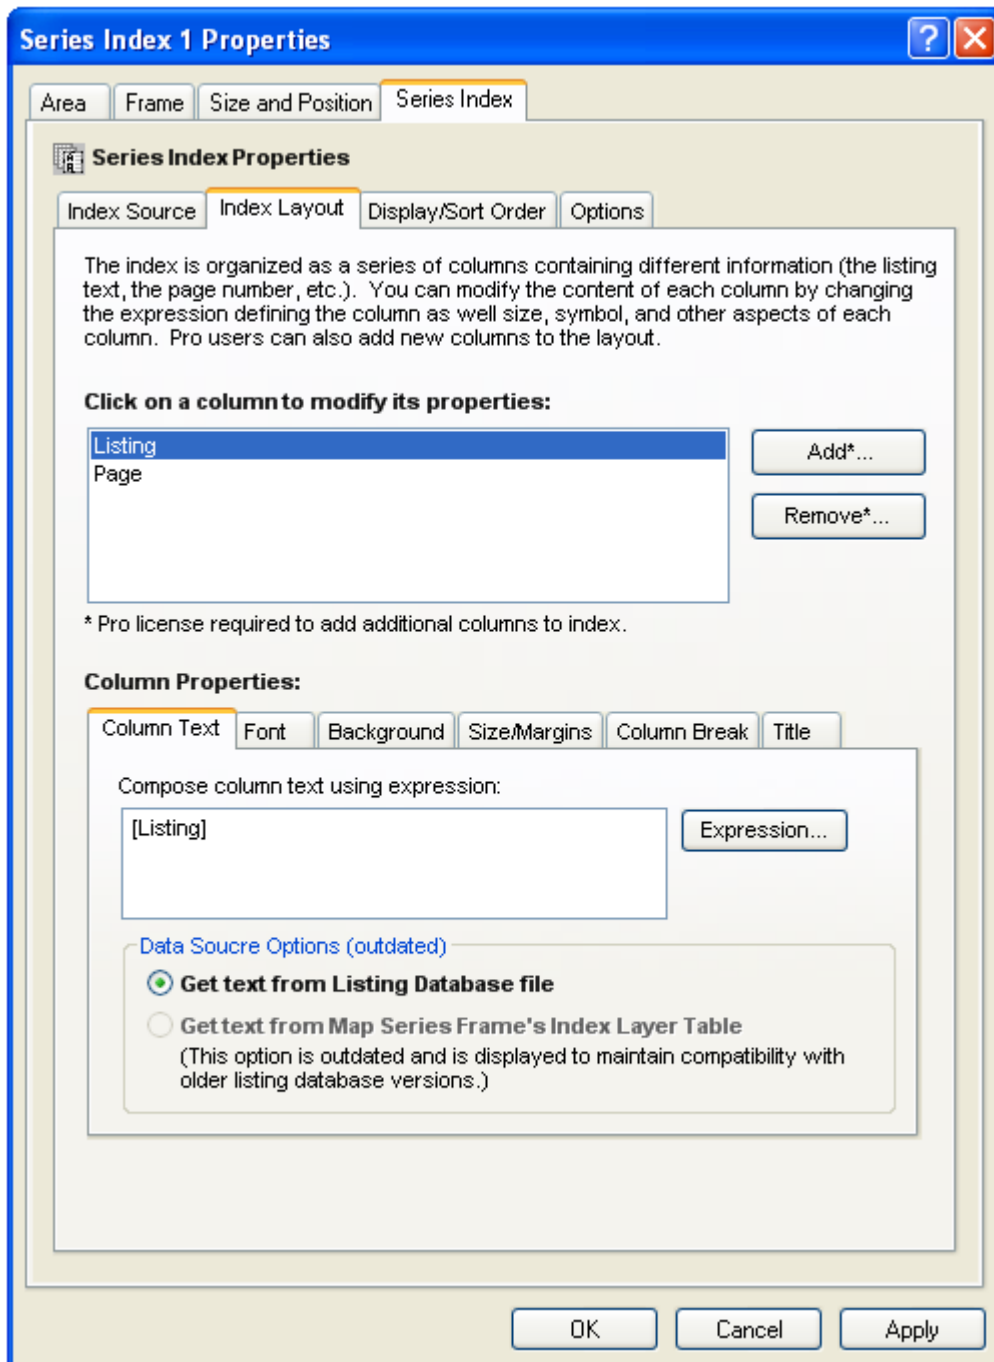 Series Index 1 Properties
?
Area Frame Size and Position Series Index
Series Index Properties
Index Source Index Layout Display/Sort Order Options
The index is organized as a series of columns containing different information (the listing
text, the page number, etc.).  You can modify the content of each column by changing
the expression defining the column as well size, symbol, and other aspects of each
column.  Pro users can also add new columns to the layout.
Click on a column to modify its properties:
Listing
Page
Add*...
Remove*...
* Pro license required to add additional columns to index.
Column Properties:
Column Text Font Background Size/Margins Column Break Title
Compose column text using expression:
[Listing]
Expression...
Data Soucre Options (outdated)
Get text from Listing Database file
Get text from Map Series Frame's Index Layer Table
(This option is outdated and is displayed to maintain compatibility with
older listing database versions.)
OK Cancel Apply